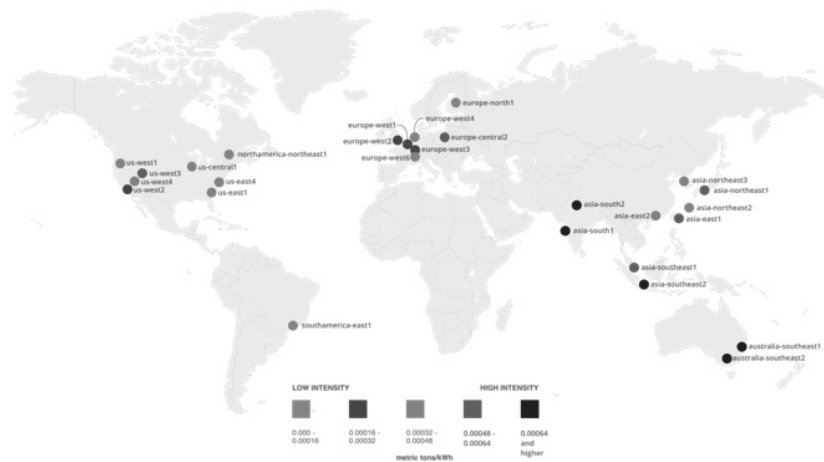 europe-north1
europe-west4
europe-west1
europe-west2
europe-central2
europe-west3
europe-west6
northamerica-northeast1
us-west1
us-central1
us-west3
us-west4
us-west2
us-east4
us-east1
asia-northeast3
asia-northeast1
asia-south2
asia-northeast2
asia-east2
asia-east1
asia-south1
asia-southeast1
asia-southeast2
southamerica-east1
australia-southeast1
australia-southeast2
LOW INTENSITY HIGH INTENSITY
0.000 - 0.00016 - 0.00032 - 0.00048 - 0.00064
0.00016 0.00032 0.00048 0.00064 and
higher
metric tons/kWh